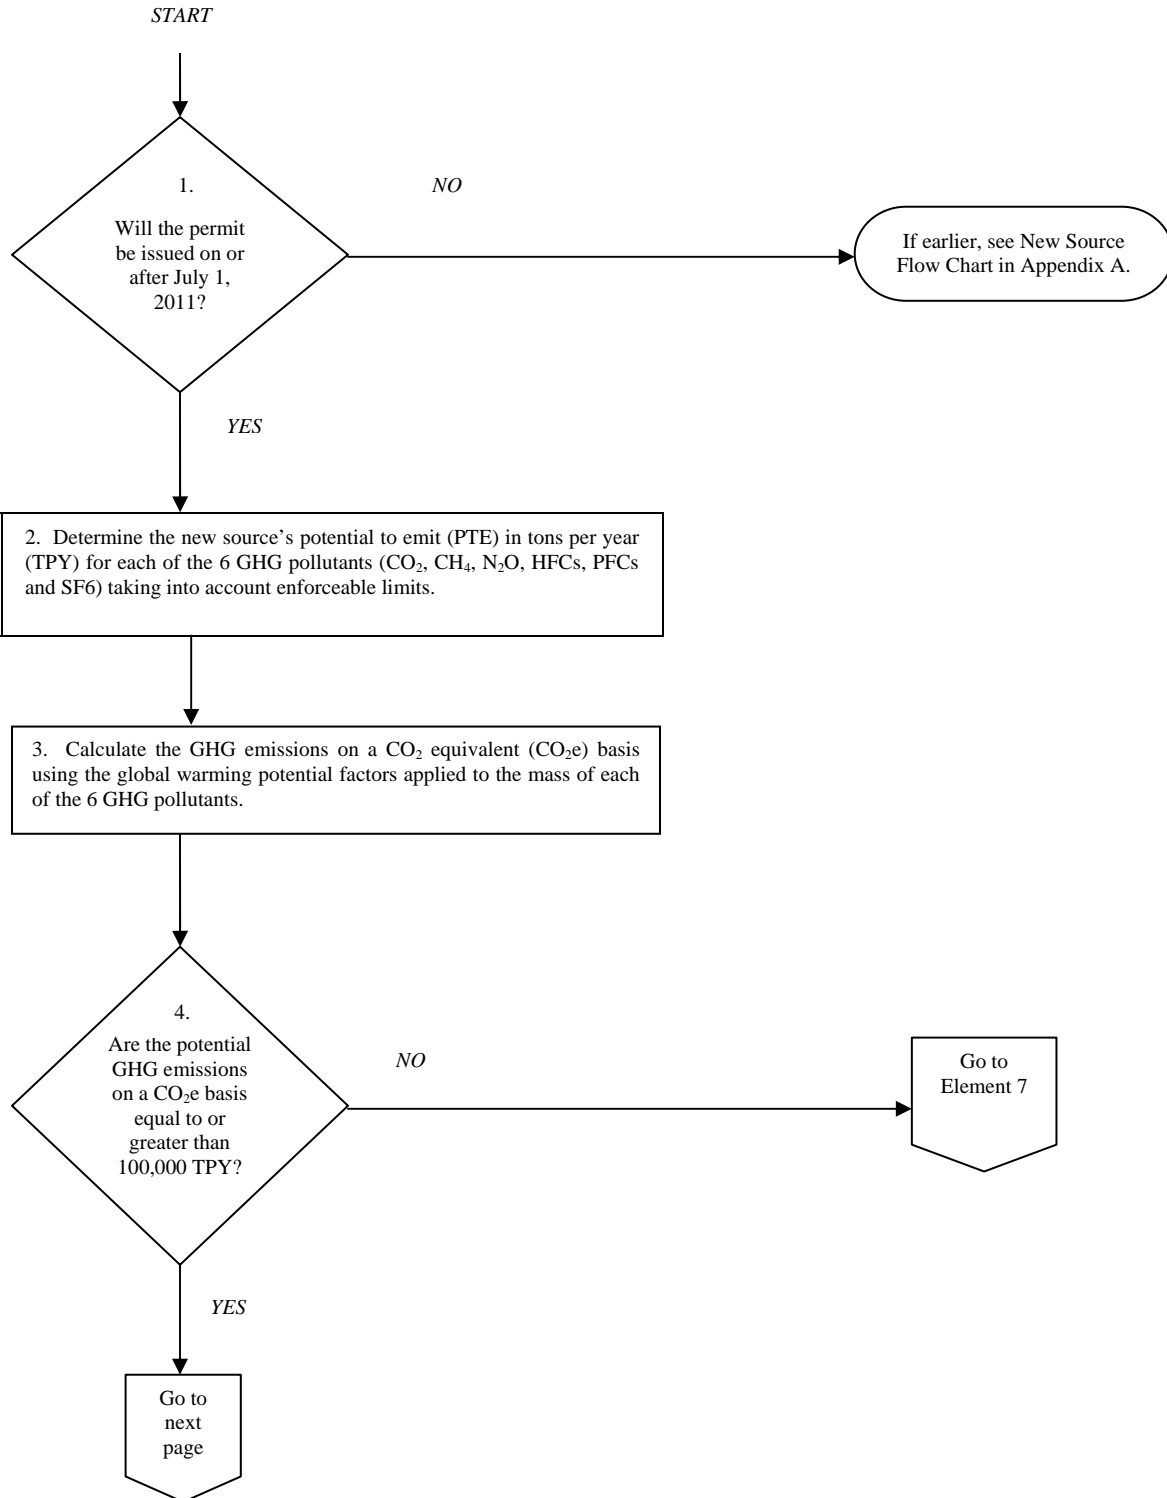 START
1.
NO
Will the permit
be issued on or
after July 1,
2011?
If earlier, see New Source
Flow Chart in Appendix A.
YES
2. Determine the new source's potential to emit (PTE) in tons per year
(TPY) for each of the 6 GHG pollutants (CO₂, CH₄, N₂O, HFCs, PFCs
and SF6) taking into account enforceable limits.
3. Calculate the GHG emissions on a CO₂ equivalent (CO₂e) basis
using the global warming potential factors applied to the mass of each
of the 6 GHG pollutants.
4.
Are the potential
GHG emissions
on a CO₂e basis
equal to or
greater than
100,000 TPY?
NO
Go to
Element 7
YES
Go to
next
page